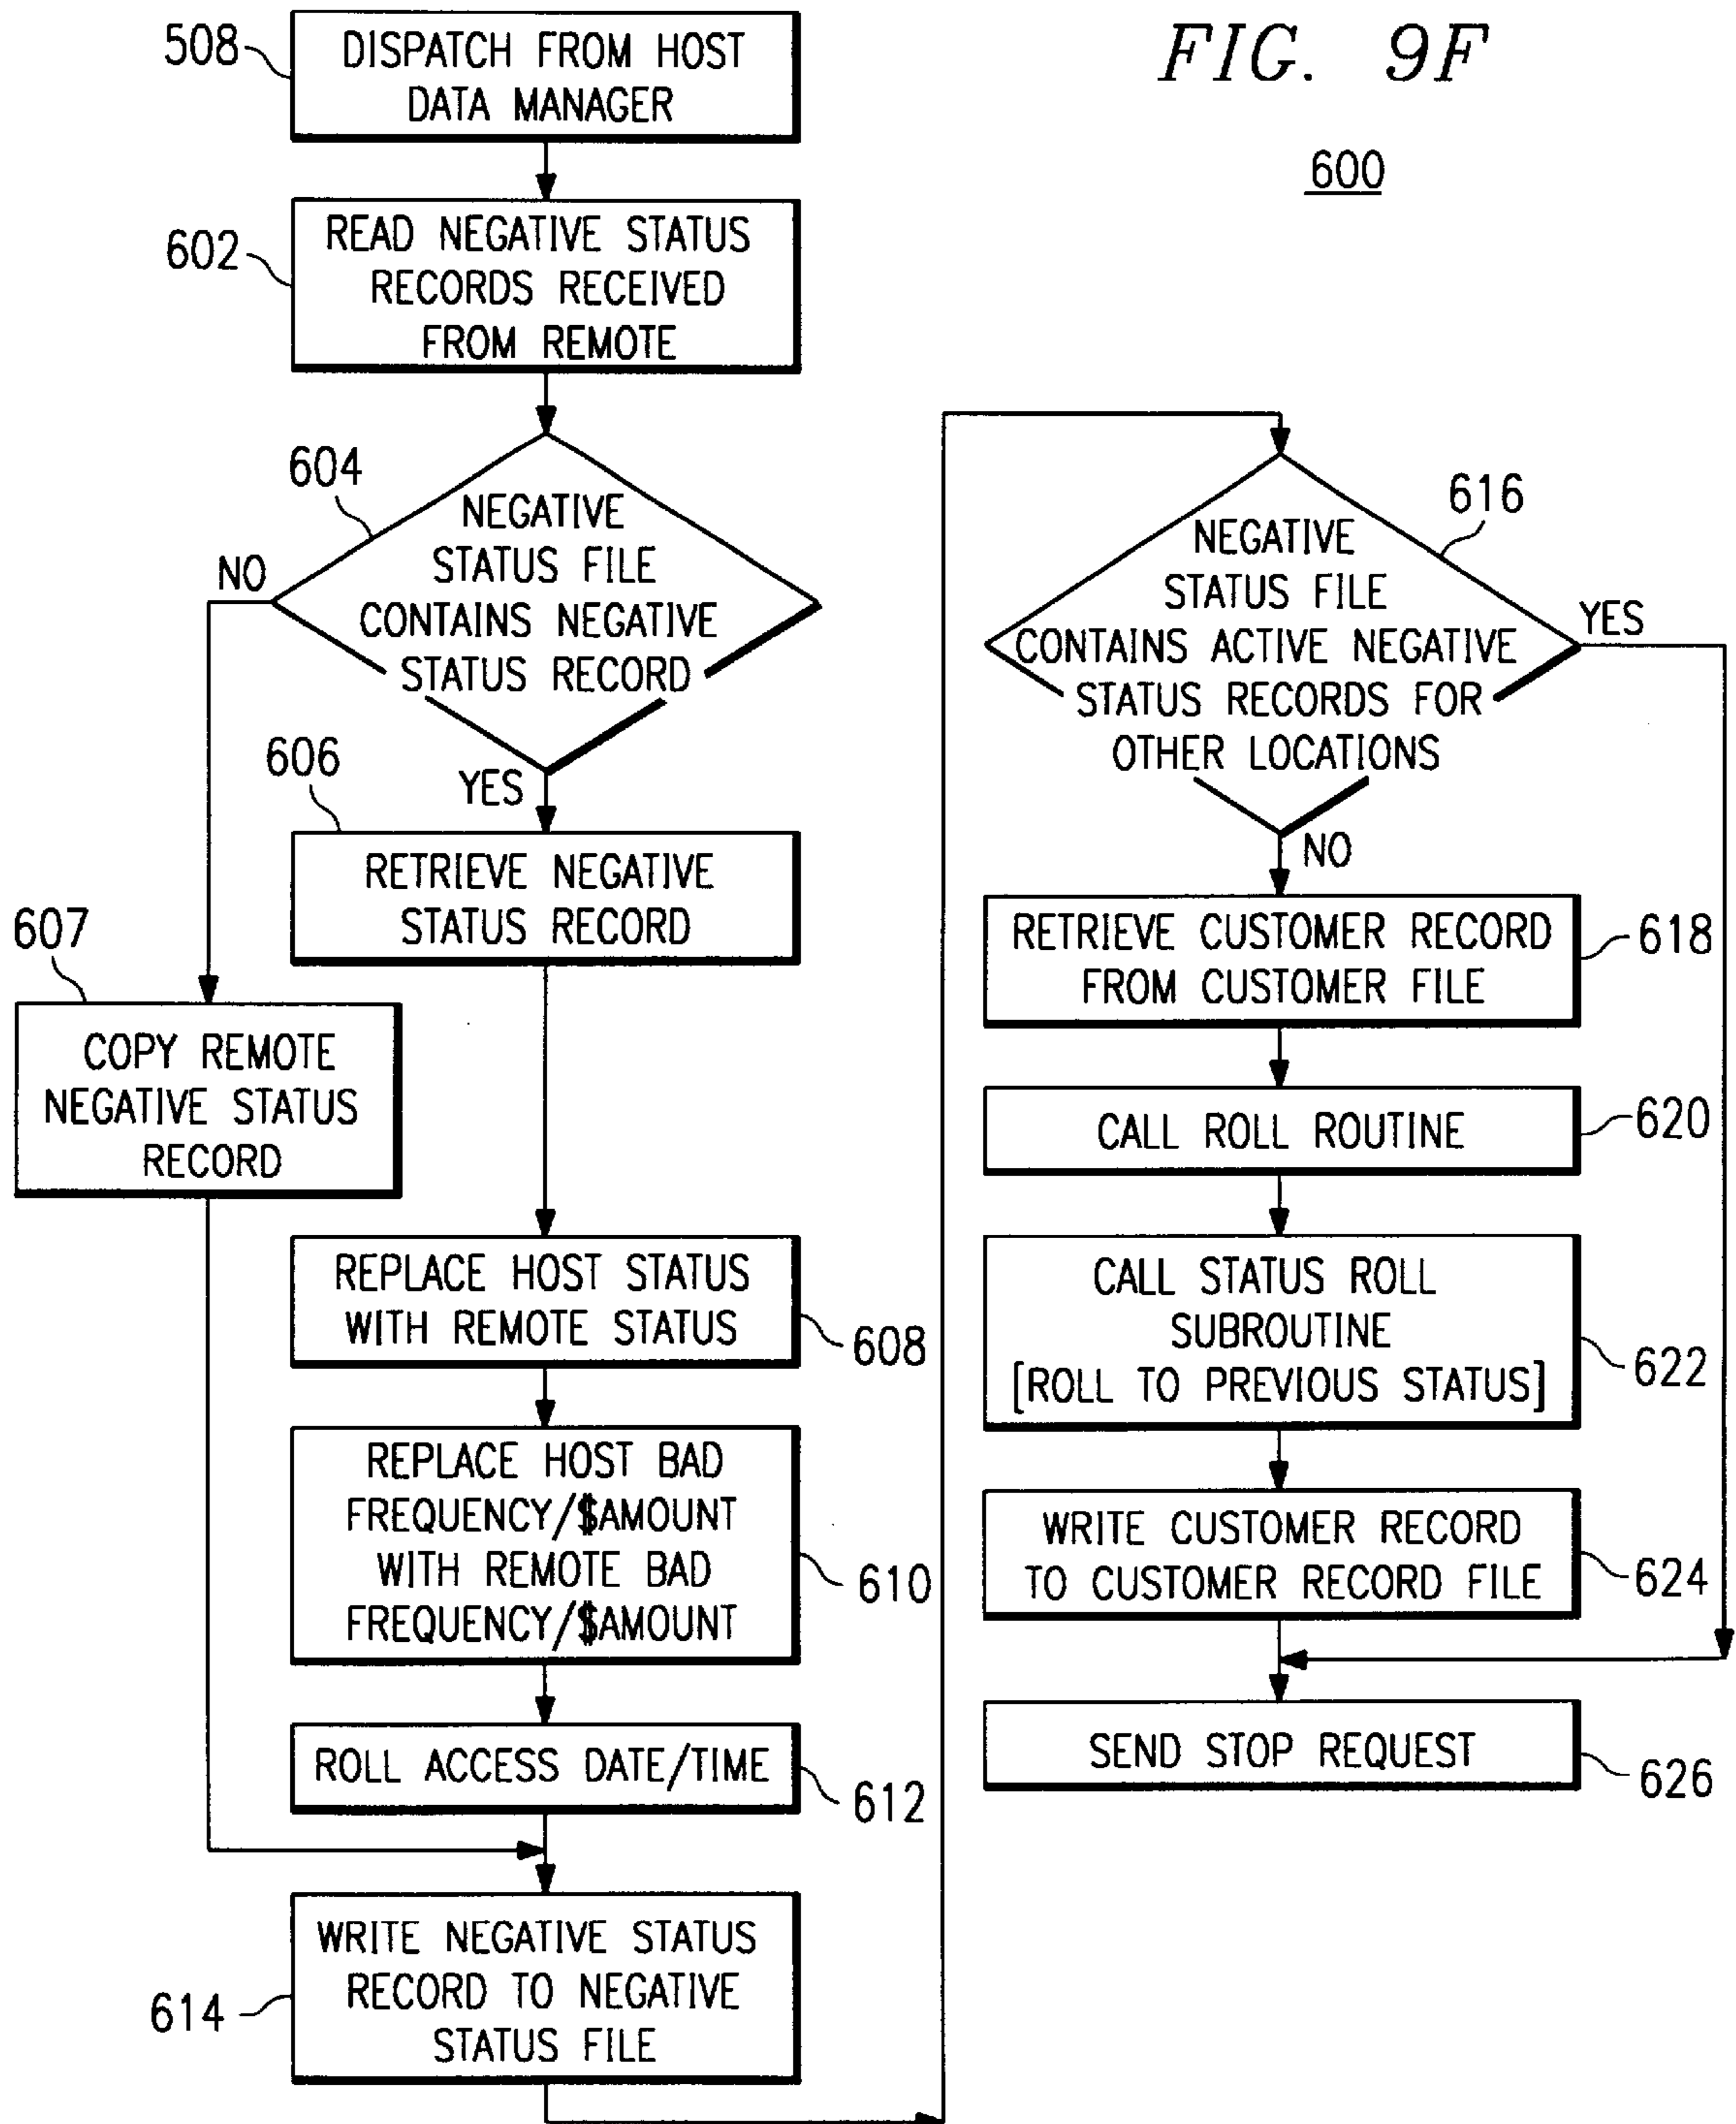 FIG. 9F
600
508
DISPATCH FROM HOST
DATA MANAGER
602
READ NEGATIVE STATUS
RECORDS RECEIVED
FROM REMOTE
604
NEGATIVE
STATUS FILE
CONTAINS NEGATIVE
STATUS RECORD
NO
YES
606
RETRIEVE NEGATIVE
STATUS RECORD
607
COPY REMOTE
NEGATIVE STATUS
RECORD
REPLACE HOST STATUS
WITH REMOTE STATUS
608
REPLACE HOST BAD
FREQUENCY/$AMOUNT
WITH REMOTE BAD
FREQUENCY/$AMOUNT
610
ROLL ACCESS DATE/TIME
612
WRITE NEGATIVE STATUS
RECORD TO NEGATIVE
STATUS FILE
614
616
NEGATIVE
STATUS FILE
CONTAINS ACTIVE NEGATIVE
STATUS RECORDS FOR
OTHER LOCATIONS
YES
NO
RETRIEVE CUSTOMER RECORD
FROM CUSTOMER FILE
618
CALL ROLL ROUTINE
620
CALL STATUS ROLL
SUBROUTINE
[ROLL TO PREVIOUS STATUS]
622
WRITE CUSTOMER RECORD
TO CUSTOMER RECORD FILE
624
SEND STOP REQUEST
626